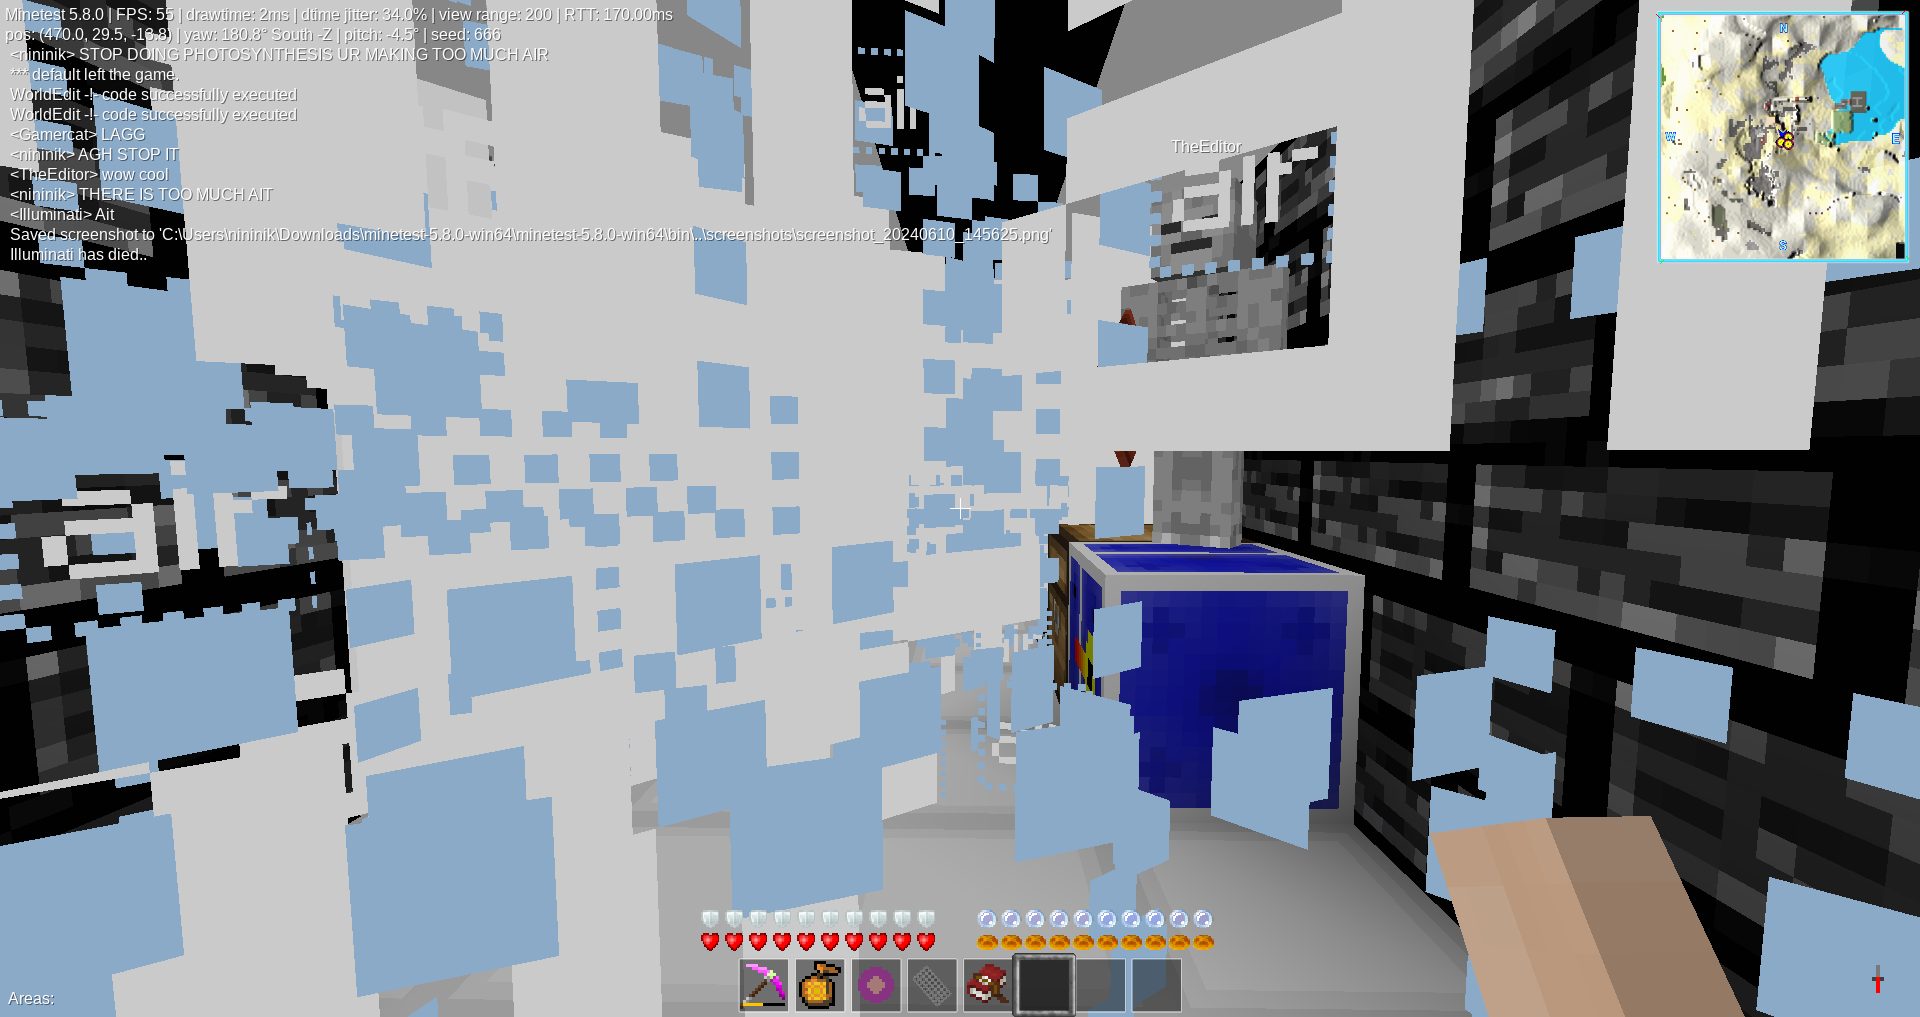 Minetest 5.8.0 | FPS: 55 | drawtime: 2ms | dtime jitter: 34.0% | view range: 200 | RTT: 170.00ms
pos: (470.0, 29.5, -13.8) | yaw: 180.8° South -Z | pitch: -4.5° | seed: 666
<nininik> STOP DOING PHOTOSYNTHESIS UR MAKING TOO MUCH AIR
*** default left the game.
WorldEdit -!- code successfully executed
WorldEdit -!- code successfully executed
<Gamercat> LAGG
<nininik> AGH STOP IT
<TheEditor> wow cool
<nininik> THERE IS TOO MUCH AIT
<Illuminati> Ait
Saved screenshot to 'C:\Users\nininik\Downloads\minetest-5.8.0-win64\minetest-5.8.0-win64\bin\..\screenshots\screenshot_20240610_145625.png'
Illuminati has died..
N
W
E
S
TheEditor
air
air
air
Areas: